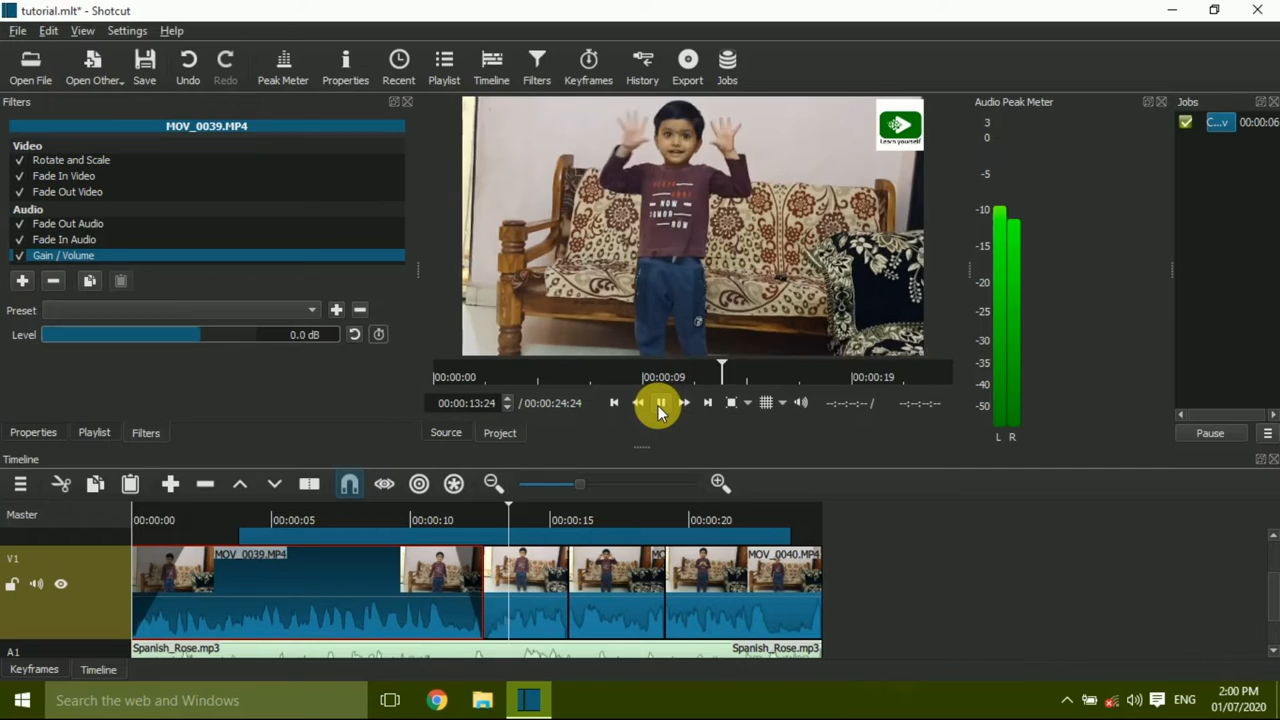 tutorial.mlt* - Shotcut
File Edit View Settings Help
Open File Open Other... Save Undo Redo Peak Meter Properties Recent Playlist Timeline Filters Keyframes History Export Jobs
Filters
Audio Peak Meter
Jobs
MOV_0039.MP4
Video
Rotate and Scale
Fade In Video
Fade Out Video
Audio
Fade Out Audio
Fade In Audio
Gain / Volume
Preset
Level 0.0 dB
Learn yourself
3
0
-5
-10
-15
-20
-25
-30
-35
-40
-50
L R
C...v 00:00:06
00:00:00 00:00:09 00:00:19
00:00:13:24 / 00:00:24:24 --:--:--:-- / --:--:--:--
Properties Playlist Filters
Source Project
Pause
Timeline
Master
00:00:00 00:00:05 00:00:10 00:00:15 00:00:20
V1
MOV_0039.MP4 MOV_0040.MP4
A1
Spanish_Rose.mp3 Spanish_Rose.mp3
Keyframes Timeline
Search the web and Windows
ENG
2:00 PM
01/07/2020